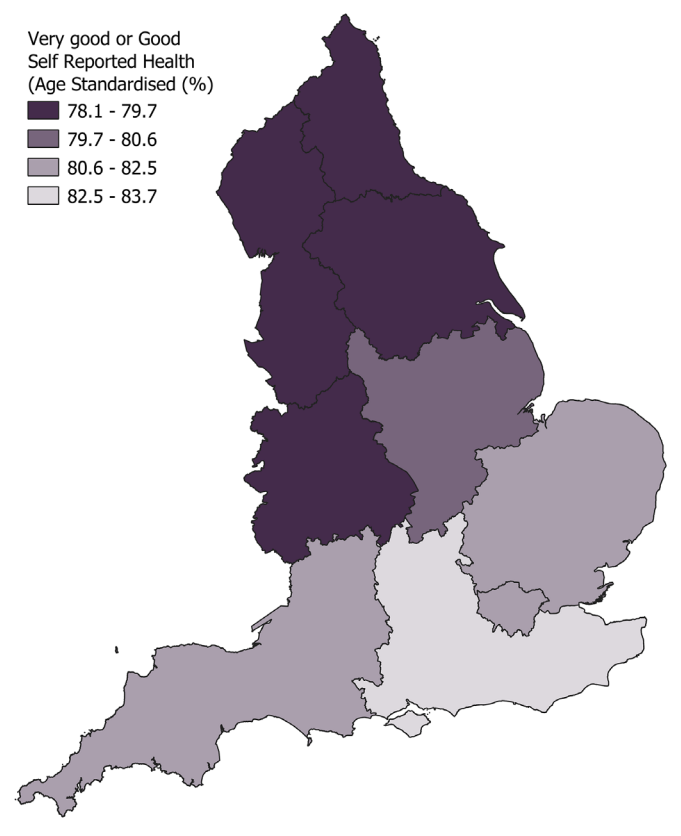 Very good or Good
Self Reported Health
(Age Standardised (%)
78.1 - 79.7
79.7 - 80.6
80.6 - 82.5
82.5 - 83.7